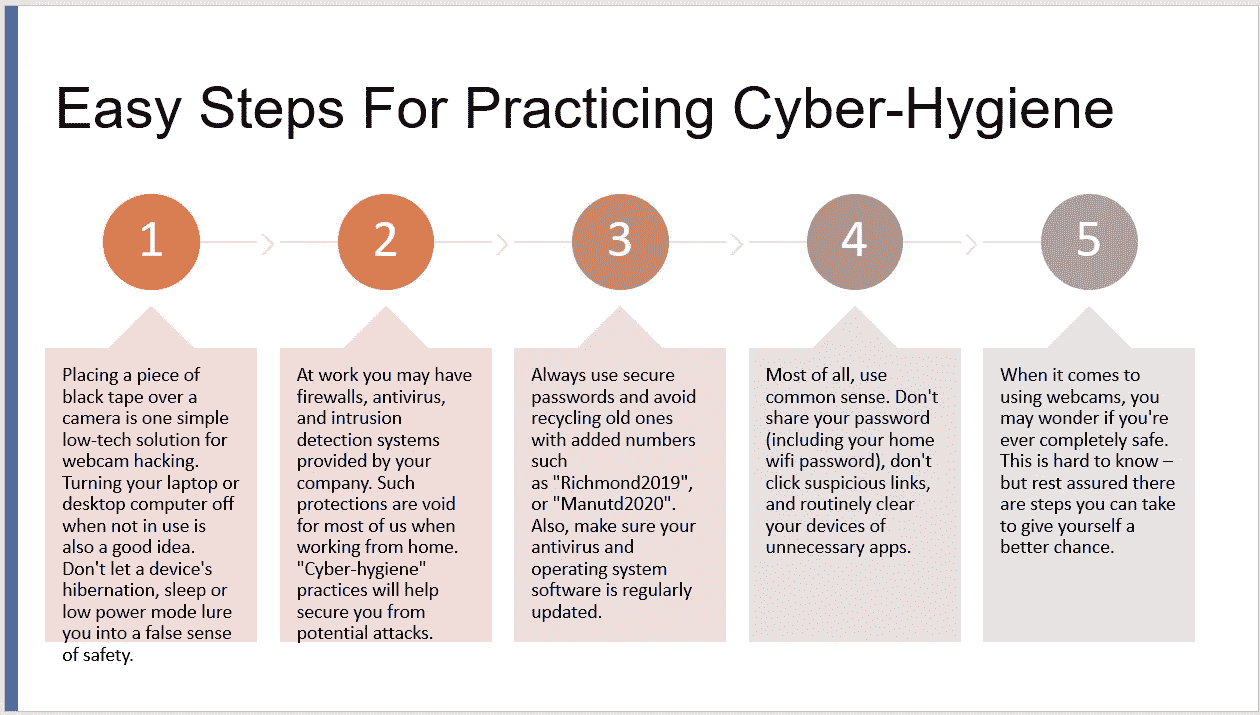 Easy Steps For Practicing Cyber-Hygiene
1
2
3
4
5
Placing a piece of
black tape over a
camera is one simple
low-tech solution for
webcam hacking.
Turning your laptop or
desktop computer off
when not in use is
also a good idea.
Don't let a device's
hibernation, sleep or
low power mode lure
you into a false sense
of safety.
At work you may have
firewalls, antivirus,
and intrusion
detection systems
provided by your
company. Such
protections are void
for most of us when
working from home.
"Cyber-hygiene"
practices will help
secure you from
potential attacks.
Always use secure
passwords and avoid
recycling old ones
with added numbers
such
as "Richmond2019",
or "Manutd2020".
Also, make sure your
antivirus and
operating system
software is regularly
updated.
Most of all, use
common sense. Don't
share your password
(including your home
wifi password), don't
click suspicious links,
and routinely clear
your devices of
unnecessary apps.
When it comes to
using webcams, you
may wonder if you're
ever completely safe.
This is hard to know –
but rest assured there
are steps you can take
to give yourself a
better chance.